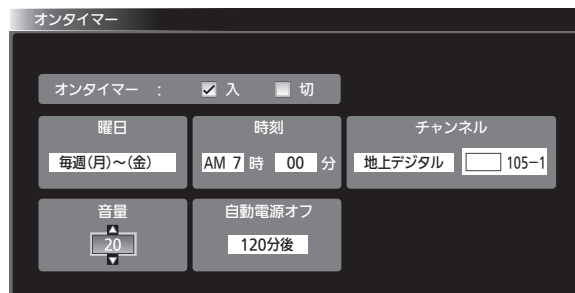 オンタイマー
オンタイマー : 入 切
曜日 時刻 チャンネル
毎週(月)~(金) AM 7 時 00 分 地上デジタル 105-1
音量 自動電源オフ
20 120分後